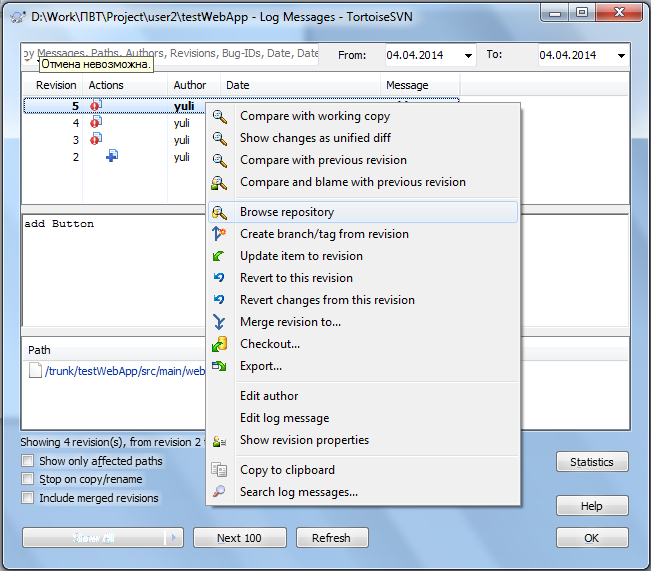 D:\Work\ПВТ\Project\user2\testWebApp - Log Messages - TortoiseSVN
by Messages, Paths, Authors, Revisions, Bug-IDs, Date, Date
From: 04.04.2014 To: 04.04.2014
Отмена невозможна.
Revision Actions Author Date Message
5 yuli
4 yuli
3 yuli
2 yuli
Compare with working copy
Show changes as unified diff
Compare with previous revision
Compare and blame with previous revision
Browse repository
Create branch/tag from revision
Update item to revision
Revert to this revision
Revert changes from this revision
Merge revision to...
Checkout...
Export...
Edit author
Edit log message
Show revision properties
Copy to clipboard
Search log messages...
add Button
Path
/trunk/testWebApp/src/main/web
Showing 4 revision(s), from revision 2
Show only affected paths
Stop on copy/rename
Include merged revisions
Statistics
Help
Show All Next 100 Refresh OK